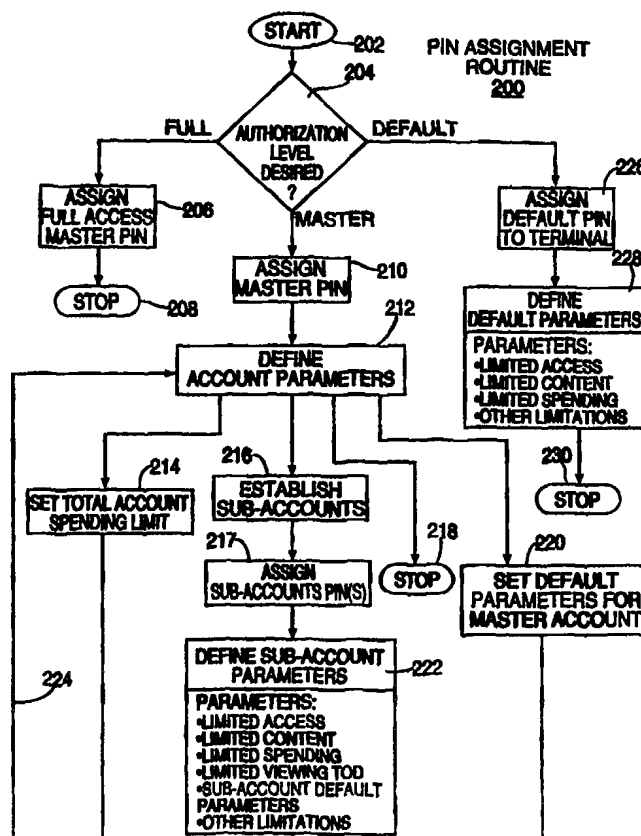 START
202
PIN ASSIGNMENT
ROUTINE
200
204
FULL
AUTHORIZATION
LEVEL
DESIRED
?
DEFAULT
MASTER
ASSIGN
FULL ACCESS
MASTER PIN
206
STOP
208
ASSIGN
MASTER PIN
210
ASSIGN
DEFAULT PIN
TO TERMINAL
226
228
DEFINE
DEFAULT PARAMETERS
PARAMETERS:
•LIMITED ACCESS
•LIMITED CONTENT
•LIMITED SPENDING
•OTHER LIMITATIONS
230
STOP
212
DEFINE
ACCOUNT PARAMETERS
214
SET TOTAL ACCOUNT
SPENDING LIMIT
216
ESTABLISH
SUB-ACCOUNTS
217
ASSIGN
SUB-ACCOUNTS PIN(S)
218
STOP
220
SET DEFAULT
PARAMETERS FOR
MASTER ACCOUNT
222
DEFINE SUB-ACCOUNT
PARAMETERS
PARAMETERS:
•LIMITED ACCESS
•LIMITED CONTENT
•LIMITED SPENDING
•LIMITED VIEWING TOD
•SUB-ACCOUNT DEFAULT
PARAMETERS
•OTHER LIMITATIONS
224